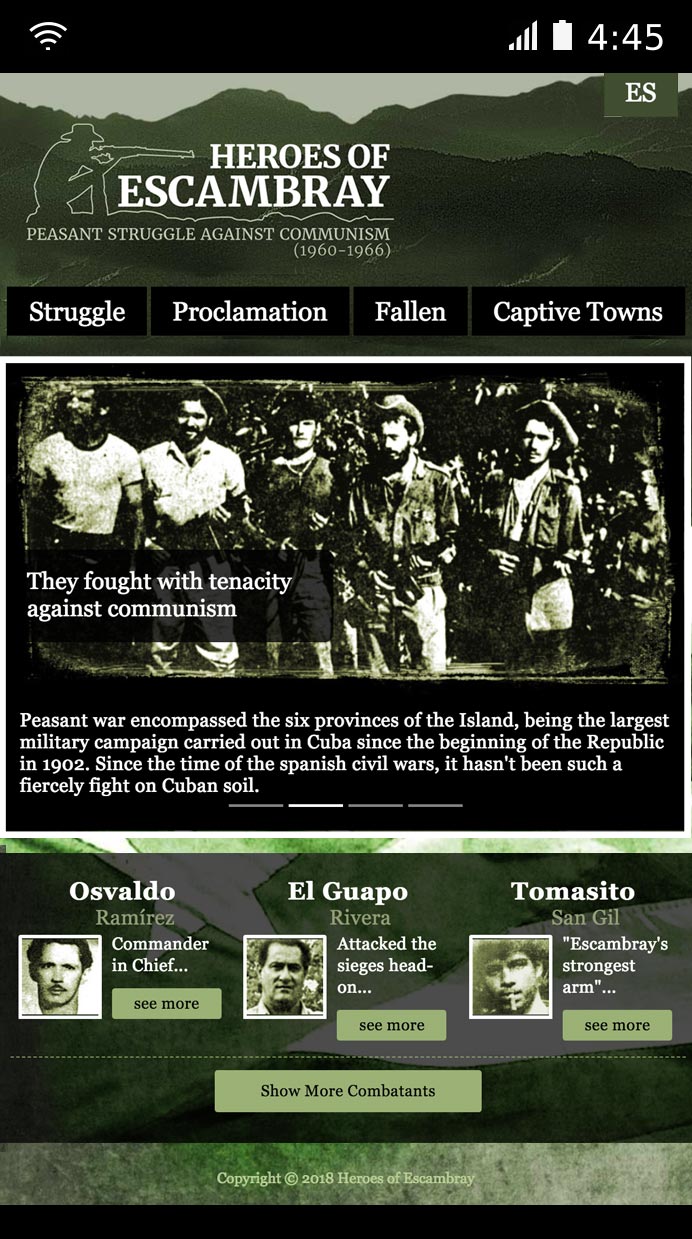 4:45
ES
HEROES OF
ESCAMBRAY
PEASANT STRUGGLE AGAINST COMMUNISM
(1960-1966)
Struggle Proclamation Fallen Captive Towns
They fought with tenacity
against communism
Peasant war encompassed the six provinces of the Island, being the largest
military campaign carried out in Cuba since the beginning of the Republic
in 1902. Since the time of the spanish civil wars, it hasn't been such a
fiercely fight on Cuban soil.
Osvaldo
Ramírez
Commander
in Chief...
see more
El Guapo
Rivera
Attacked the
sieges head-
on...
see more
Tomasito
San Gil
"Escambray's
strongest
arm"...
see more
Show More Combatants
Copyright © 2018 Heroes of Escambray